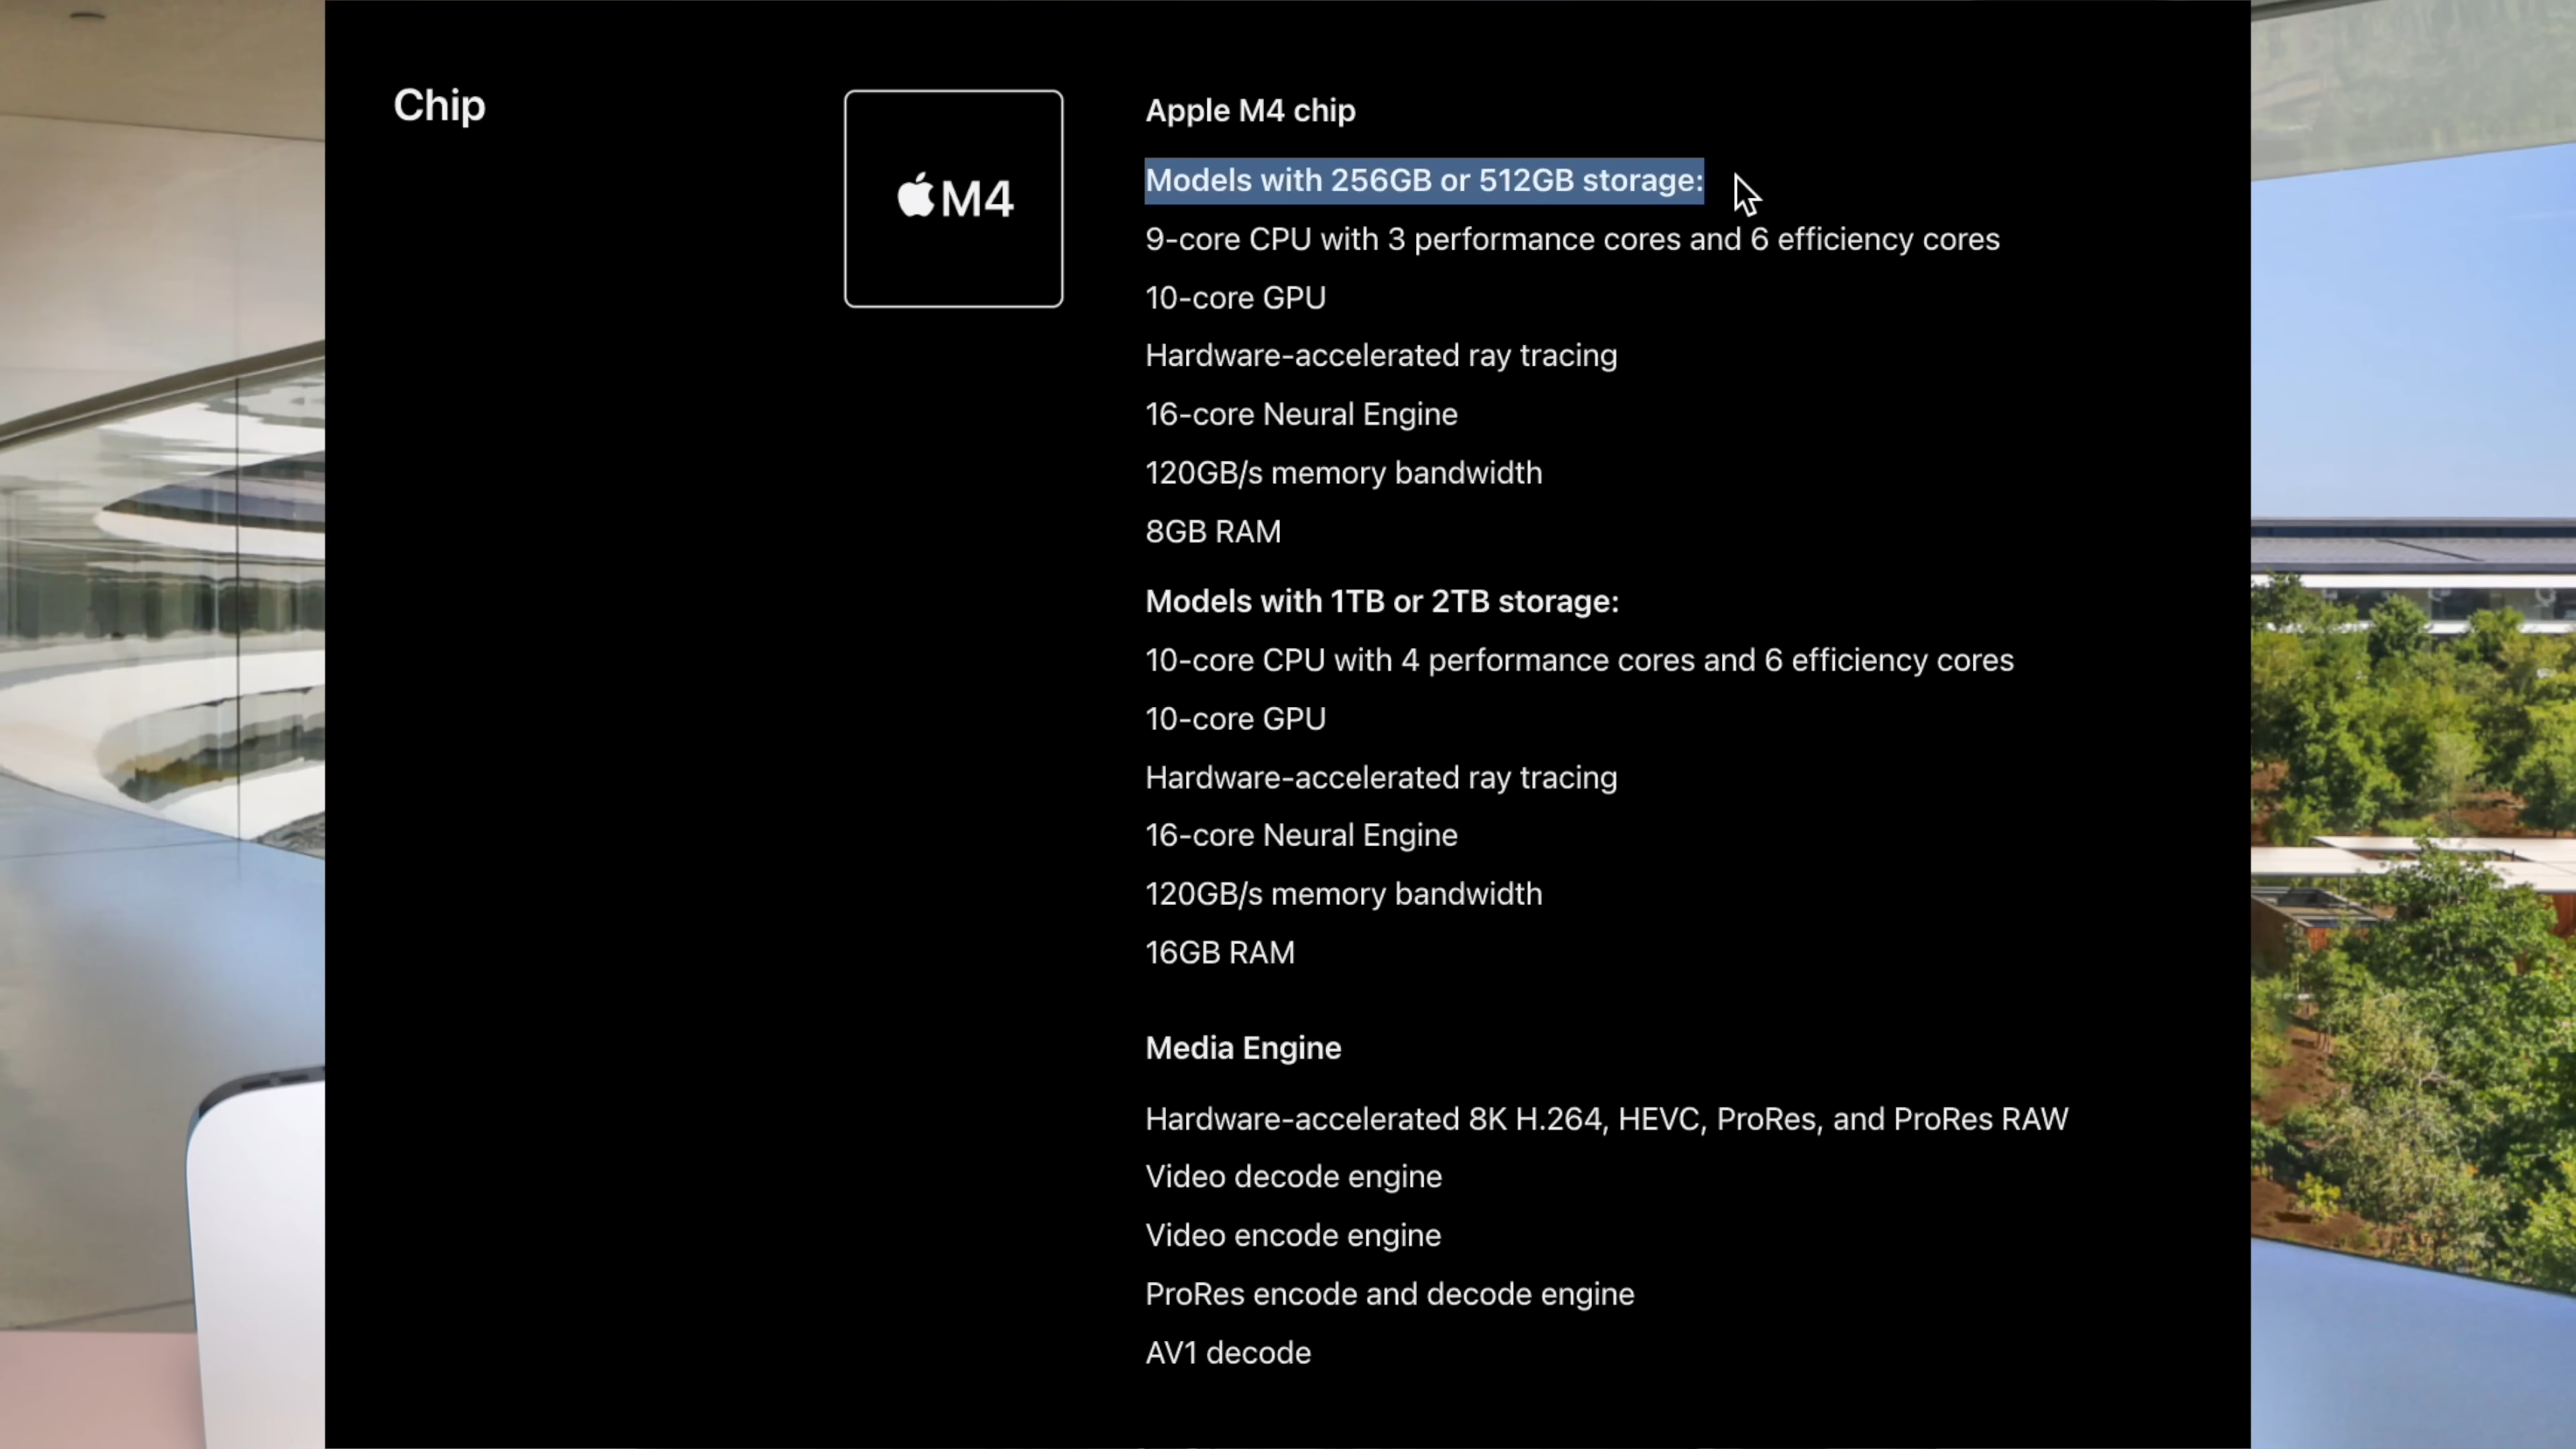 Chip
M4
Apple M4 chip
Models with 256GB or 512GB storage:
9-core CPU with 3 performance cores and 6 efficiency cores
10-core GPU
Hardware-accelerated ray tracing
16-core Neural Engine
120GB/s memory bandwidth
8GB RAM
Models with 1TB or 2TB storage:
10-core CPU with 4 performance cores and 6 efficiency cores
10-core GPU
Hardware-accelerated ray tracing
16-core Neural Engine
120GB/s memory bandwidth
16GB RAM
Media Engine
Hardware-accelerated 8K H.264, HEVC, ProRes, and ProRes RAW
Video decode engine
Video encode engine
ProRes encode and decode engine
AV1 decode